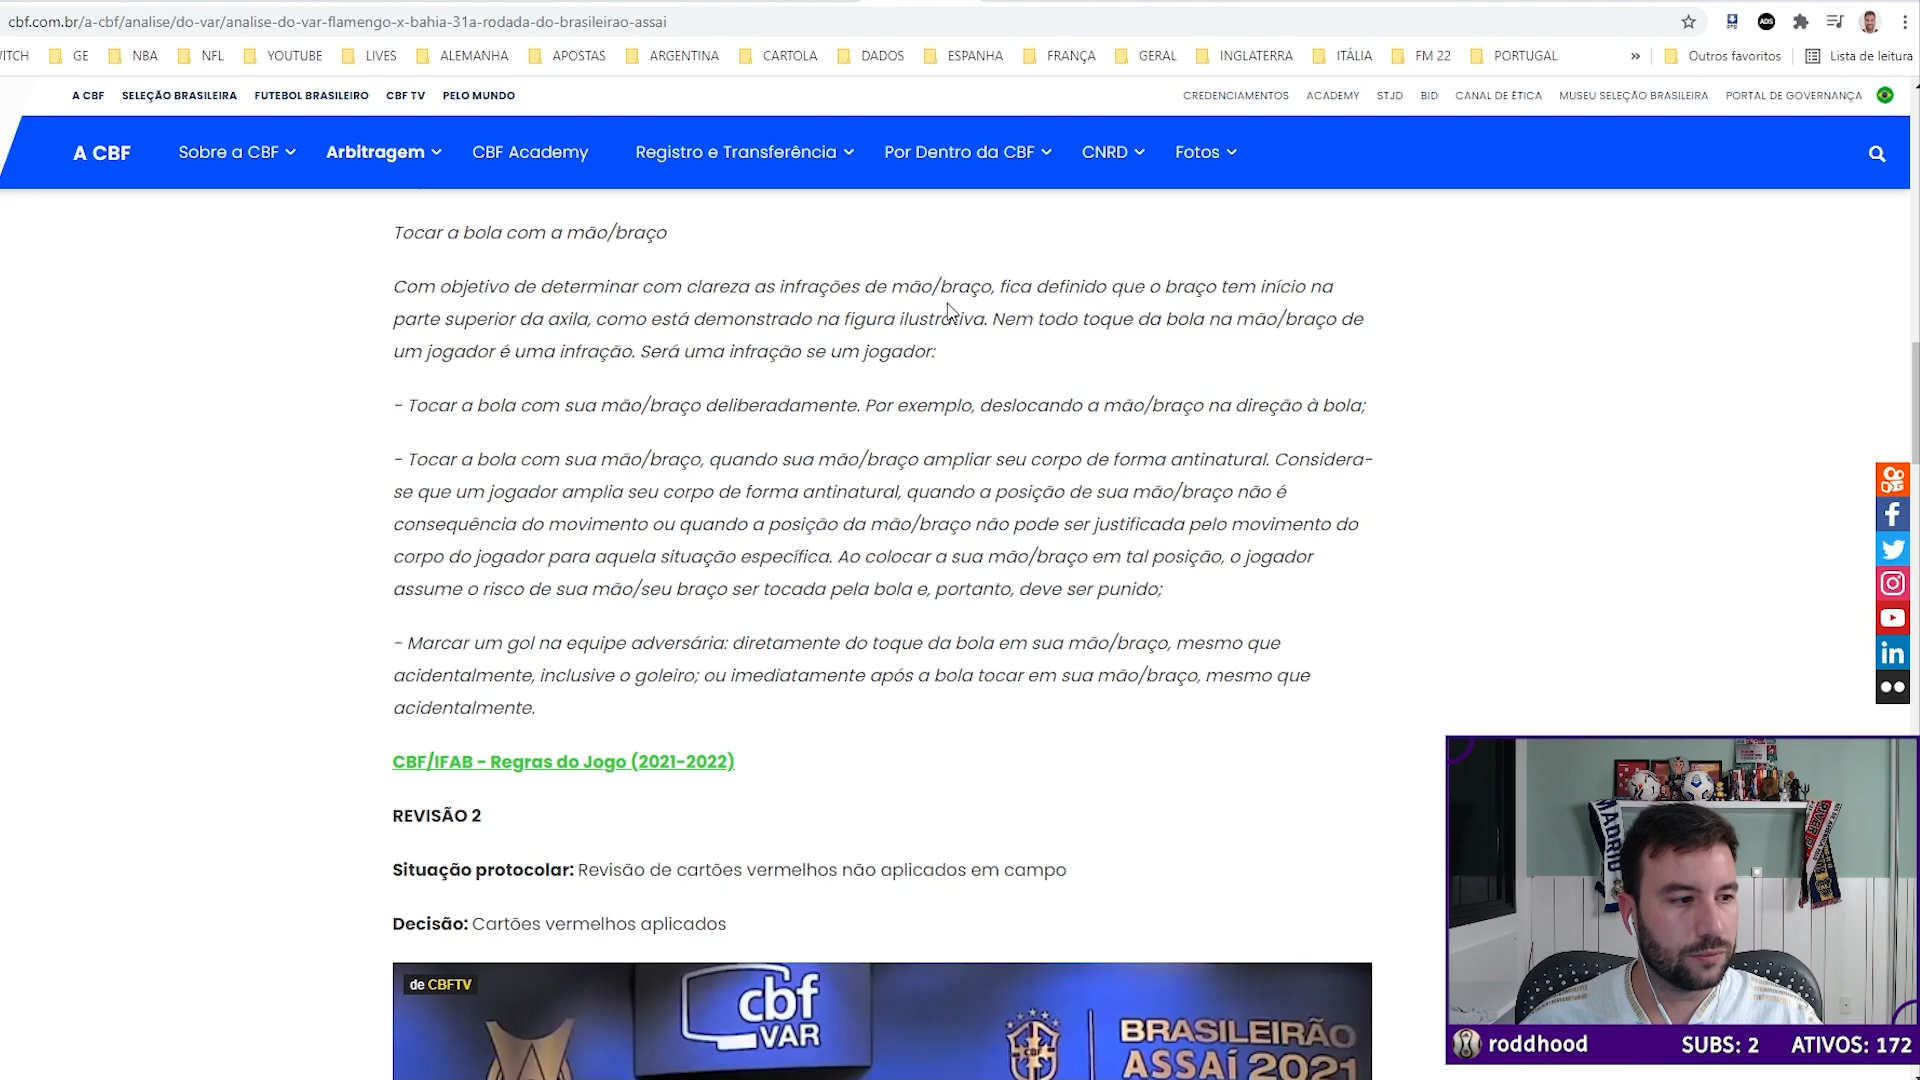 cbf.com.br/a-cbf/analise/do-var/analise-do-var-flamengo-x-bahia-31a-rodada-do-brasileirao-assai
ITCH GE NBA NFL YOUTUBE LIVES ALEMANHA APOSTAS ARGENTINA CARTOLA DADOS ESPANHA FRANÇA GERAL INGLATERRA ITÁLIA FM 22 PORTUGAL » Outros favoritos Lista de leitura
A CBF SELEÇÃO BRASILEIRA FUTEBOL BRASILEIRO CBF TV PELO MUNDO CREDENCIAMENTOS ACADEMY STJD BID CANAL DE ÉTICA MUSEU SELEÇÃO BRASILEIRA PORTAL DE GOVERNANÇA
A CBF Sobre a CBF Arbitragem CBF Academy Registro e Transferência Por Dentro da CBF CNRD Fotos
Tocar a bola com a mão/braço
Com objetivo de determinar com clareza as infrações de mão/braço, fica definido que o braço tem início na
parte superior da axila, como está demonstrado na figura ilustrativa. Nem todo toque da bola na mão/braço de
um jogador é uma infração. Será uma infração se um jogador:
- Tocar a bola com sua mão/braço deliberadamente. Por exemplo, deslocando a mão/braço na direção à bola;
- Tocar a bola com sua mão/braço, quando sua mão/braço ampliar seu corpo de forma antinatural. Considera-
se que um jogador amplia seu corpo de forma antinatural, quando a posição de sua mão/braço não é
consequência do movimento ou quando a posição da mão/braço não pode ser justificada pelo movimento do
corpo do jogador para aquela situação específica. Ao colocar a sua mão/braço em tal posição, o jogador
assume o risco de sua mão/seu braço ser tocada pela bola e, portanto, deve ser punido;
- Marcar um gol na equipe adversária: diretamente do toque da bola em sua mão/braço, mesmo que
acidentalmente, inclusive o goleiro; ou imediatamente após a bola tocar em sua mão/braço, mesmo que
acidentalmente.
CBF/IFAB - Regras do Jogo (2021-2022)
REVISÃO 2
Situação protocolar: Revisão de cartões vermelhos não aplicados em campo
Decisão: Cartões vermelhos aplicados
de CBFTV
cbf
VAR
CBF
BRASILEIRÃO
ASSAÍ 2021
MADRID
RIVER P
roddhood SUBS: 2 ATIVOS: 172